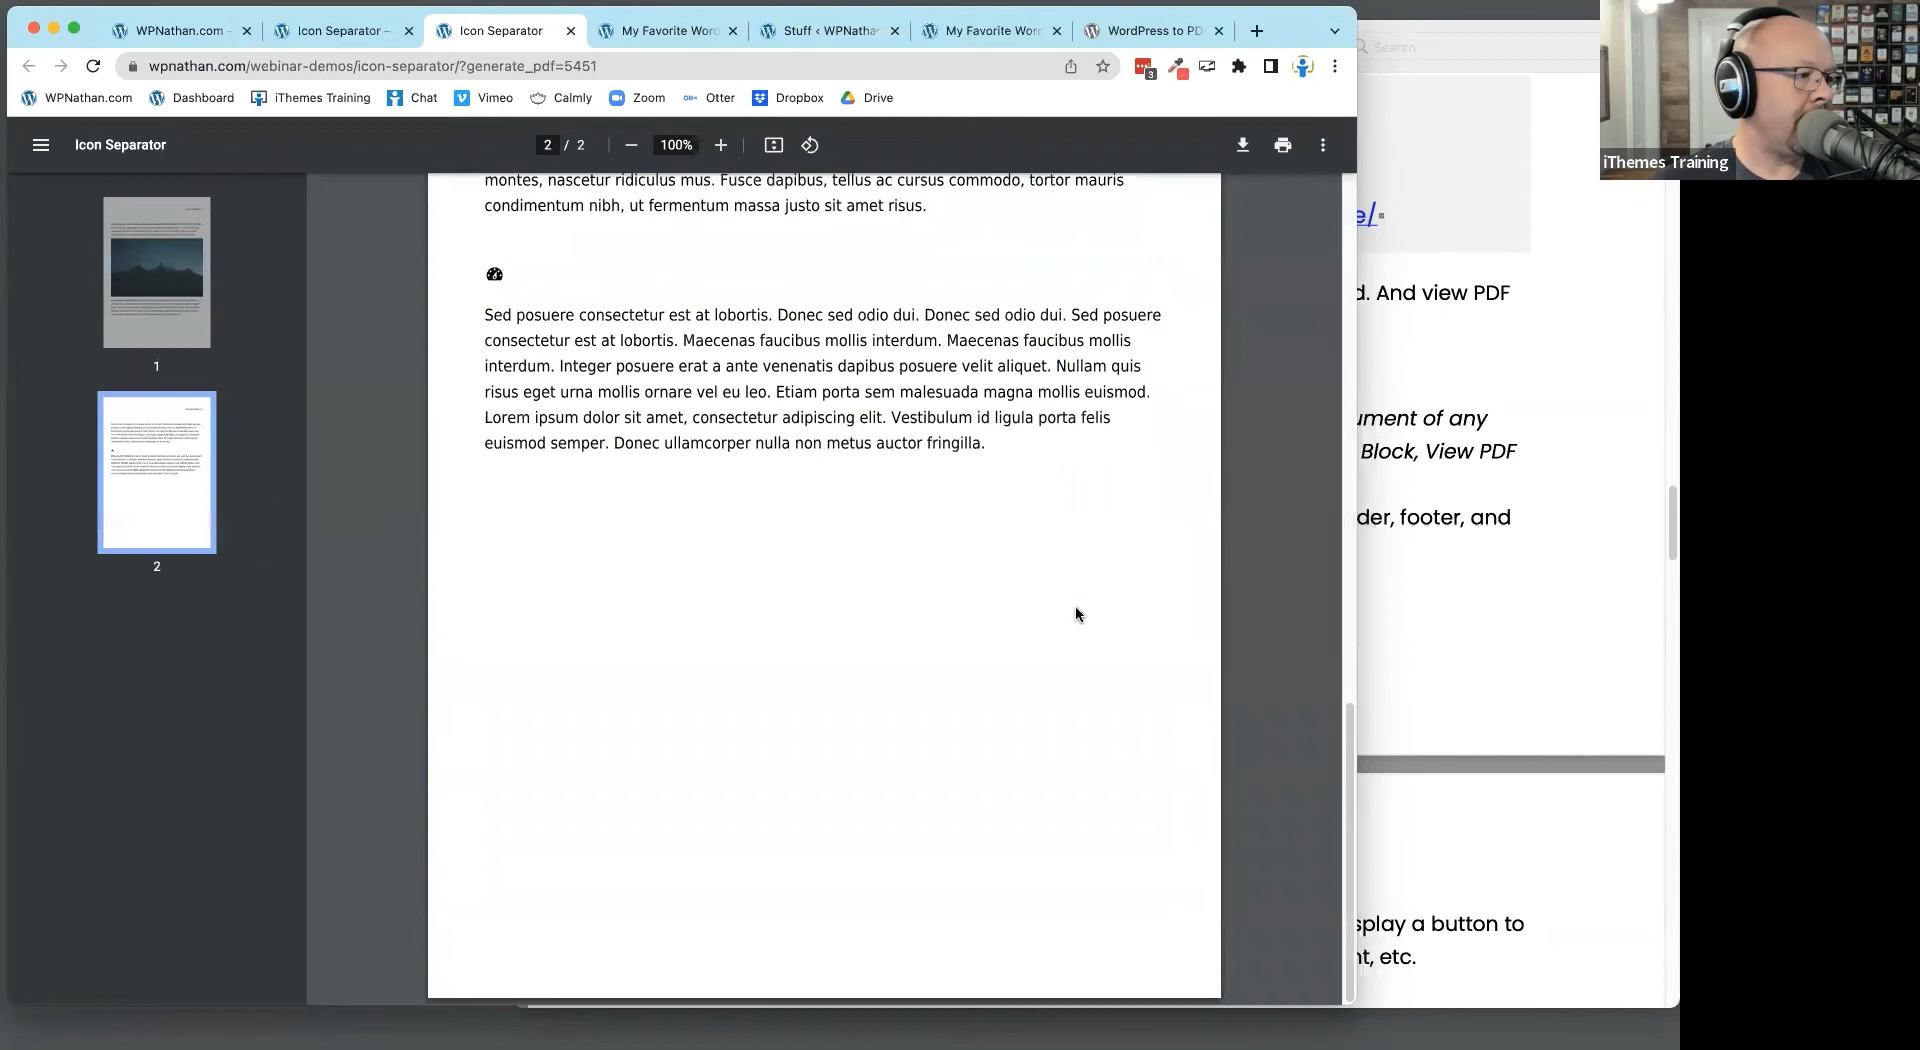 WPNathan.com –
Icon Separator –
Icon Separator
My Favorite Wor
Stuff ‹ WPNatha
My Favorite Wor
WordPress to PD
wpnathan.com/webinar-demos/icon-separator/?generate_pdf=5451
3
Search
WPNathan.com
Dashboard
iThemes Training
Chat
Vimeo
Calmly
Zoom
Otter
Dropbox
Drive
Icon Separator
2 / 2
100%
iThemes Training
montes, nascetur ridiculus mus. Fusce dapibus, tellus ac cursus commodo, tortor mauris
condimentum nibh, ut fermentum massa justo sit amet risus.
e/
Sed posuere consectetur est at lobortis. Donec sed odio dui. Donec sed odio dui. Sed posuere
consectetur est at lobortis. Maecenas faucibus mollis interdum. Maecenas faucibus mollis
interdum. Integer posuere erat a ante venenatis dapibus posuere velit aliquet. Nullam quis
risus eget urna mollis ornare vel eu leo. Etiam porta sem malesuada magna mollis euismod.
Lorem ipsum dolor sit amet, consectetur adipiscing elit. Vestibulum id ligula porta felis
euismod semper. Donec ullamcorper nulla non metus auctor fringilla.
1
2
d. And view PDF
ument of any
Block, View PDF
der, footer, and
splay a button to
nt, etc.